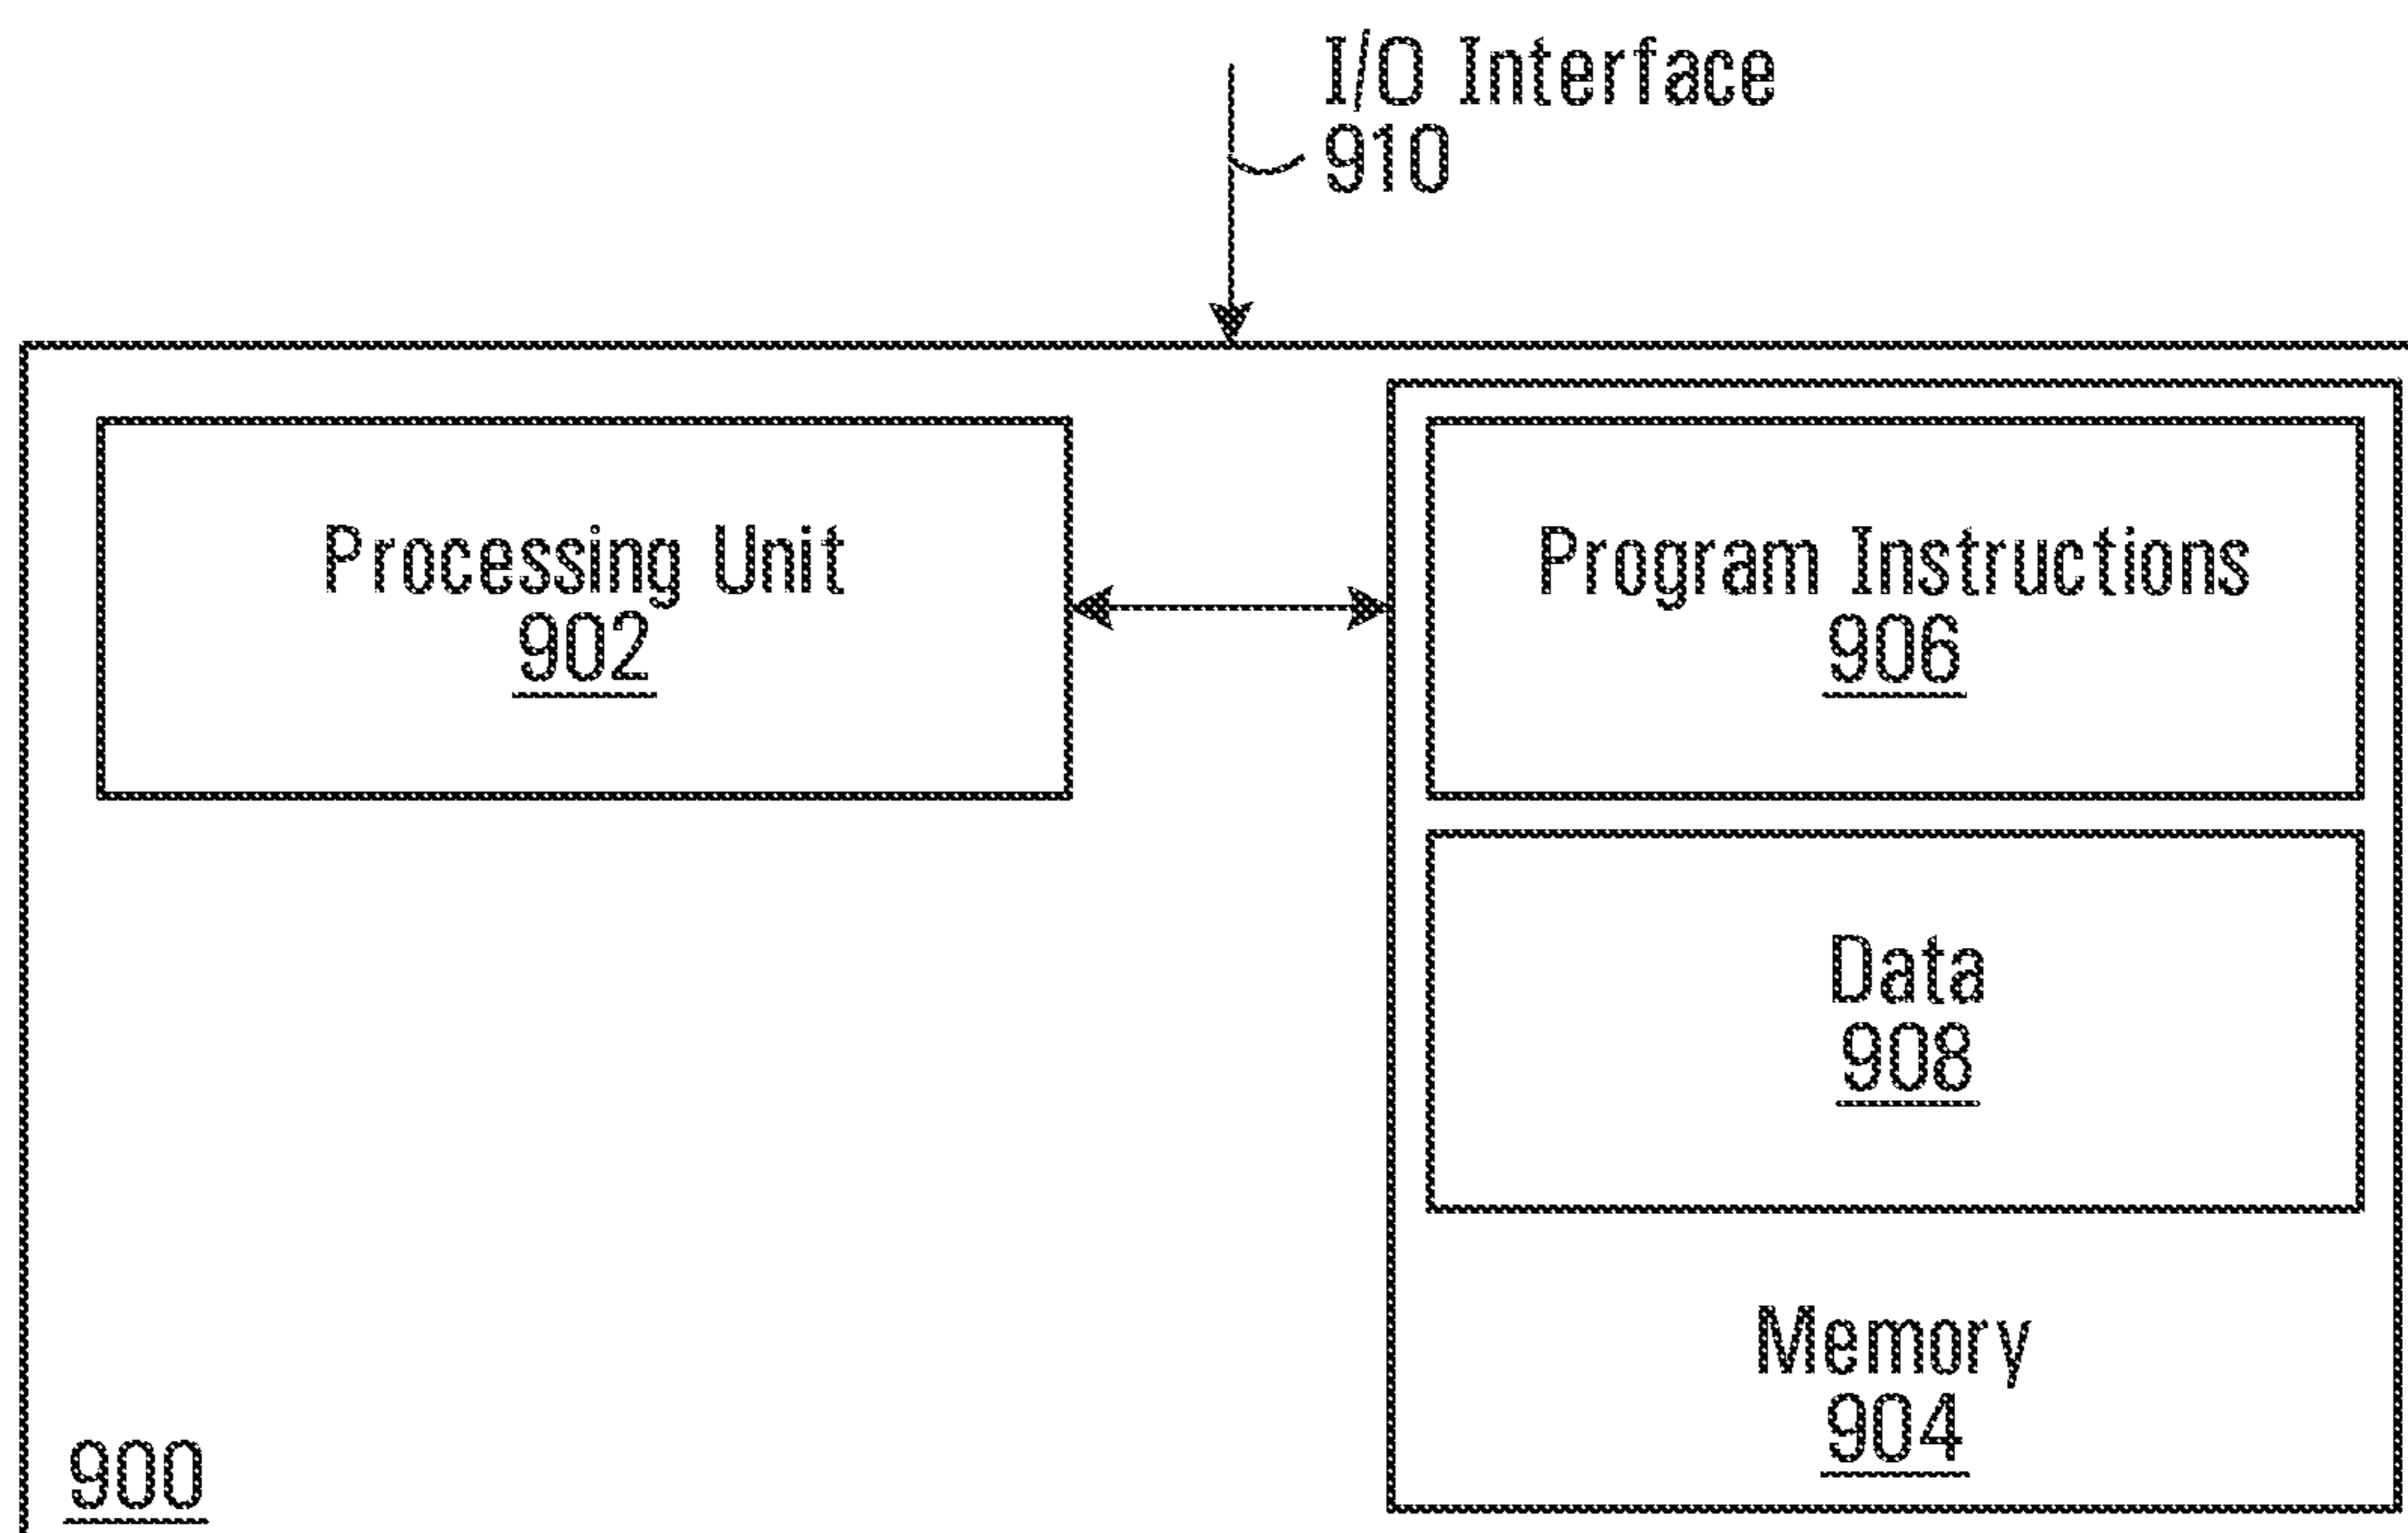 I/O Interface
910
Processing Unit
902
Program Instructions
906
Data
908
Memory
904
900